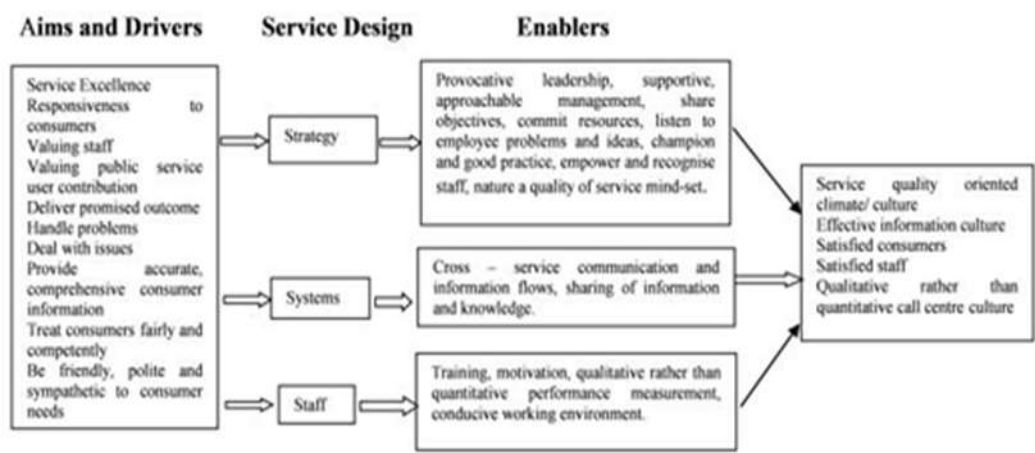 Aims and Drivers
Service Design
Enablers
Service Excellence
Responsiveness to
consumers
Valuing staff
Valuing public service
user contribution
Deliver promised outcome
Handle problems
Deal with issues
Provide accurate,
comprehensive consumer
information
Treat consumers fairly and
competently
Be friendly, polite and
sympathetic to consumer
needs
Strategy
Systems
Staff
Provocative leadership, supportive,
approachable management, share
objectives, commit resources, listen to
employee problems and ideas, champion
and good practice, empower and recognise
staff, nature a quality of service mind-set.
Cross – service communication and
information flows, sharing of information
and knowledge.
Training, motivation, qualitative rather than
quantitative performance measurement,
conducive working environment.
Service quality oriented
climate/ culture
Effective information culture
Satisfied consumers
Satisfied staff
Qualitative rather than
quantitative call centre culture